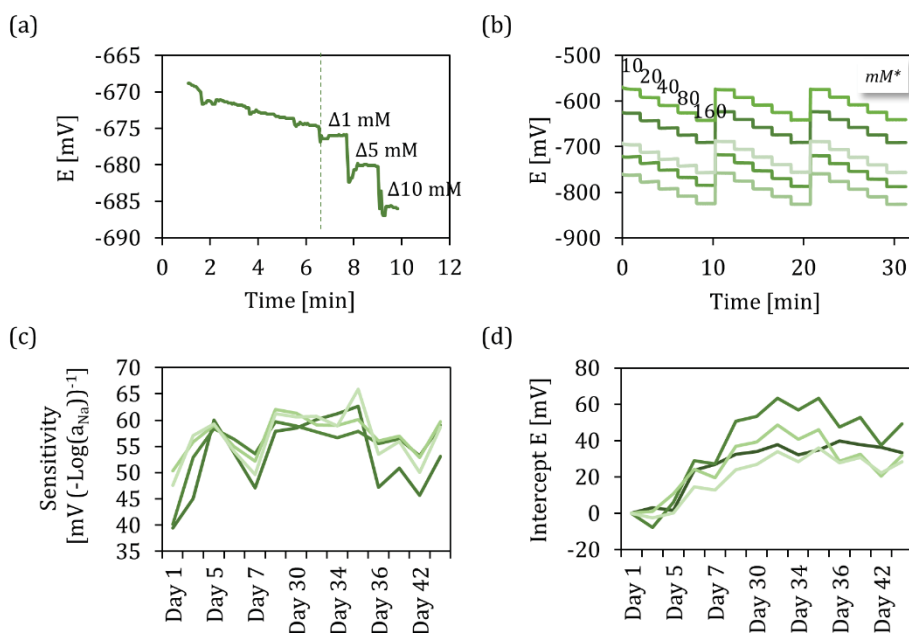 (a)
-665
-670
-675
-680
-685
-690
E [mV]
Δ1 mM
Δ5 mM
Δ10 mM
0 2 4 6 8 10 12
Time [min]
(b)
-500
-600
-700
-800
-900
E [mV]
10
20
40
80
160
mM*
0 10 20 30
Time [min]
(c)
70
65
60
55
50
45
40
35
Sensitivity
[mV (-Log(a_Na))^-1]
Day 1 Day 5 Day 7 Day 30 Day 34 Day 36 Day 42
(d)
80
60
40
20
0
-20
Intercept E [mV]
Day 1 Day 5 Day 7 Day 30 Day 34 Day 36 Day 42